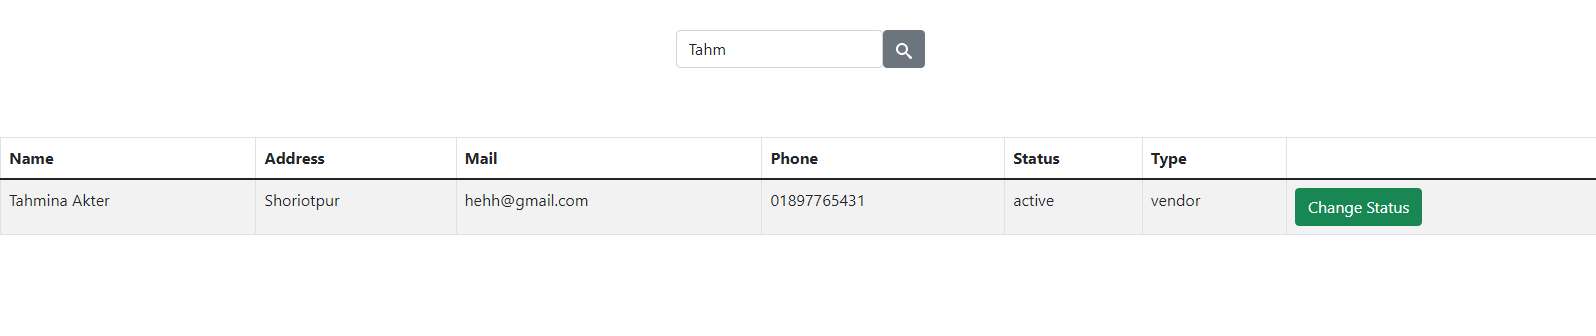 Tahm
Name Address Mail Phone Status Type
Tahmina Akter Shoriotpur hehh@gmail.com 01897765431 active vendor Change Status